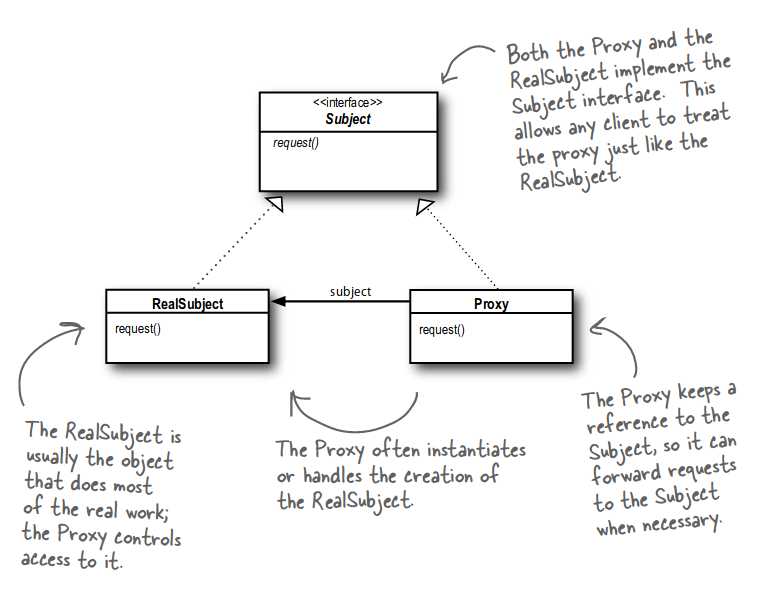 Both the Proxy and the
RealSubject implement the
Subject interface. This
allows any client to treat
the proxy just like the
RealSubject.
<<interface>>
Subject
request()
subject
RealSubject
request()
Proxy
request()
The RealSubject is
usually the object
that does most
of the real work;
the Proxy controls
access to it.
The Proxy often instantiates
or handles the creation of
the RealSubject.
The Proxy keeps a
reference to the
Subject, so it can
forward requests
to the Subject
when necessary.